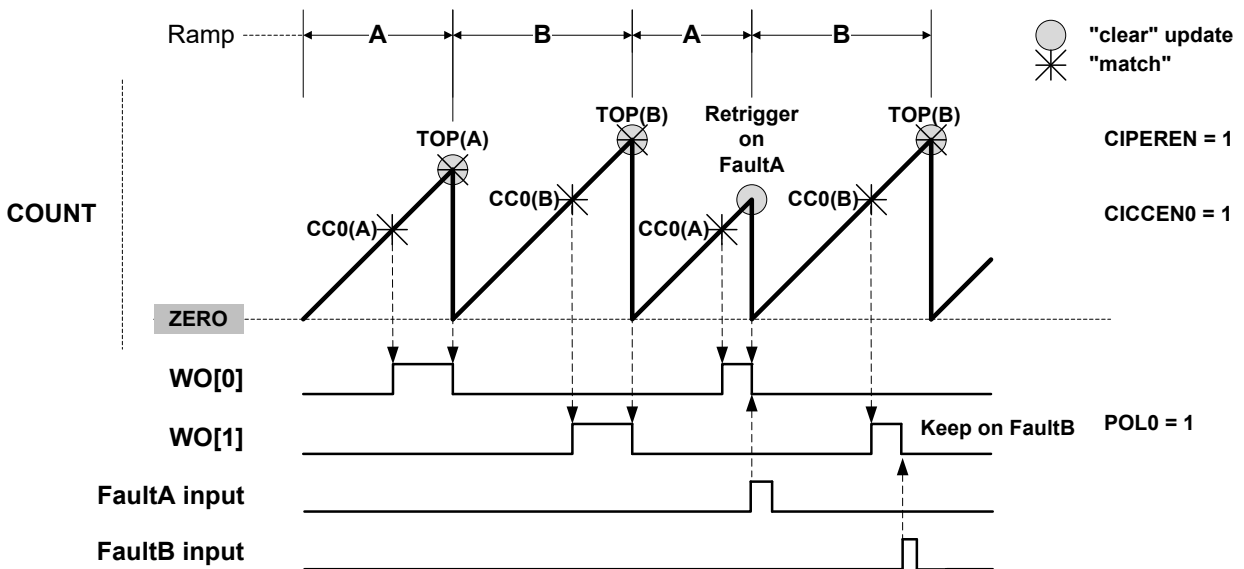 Ramp
A
B
A
B
"clear" update
"match"
TOP(A)
TOP(B)
Retrigger
on
FaultA
TOP(B)
CIPEREN = 1
COUNT
CC0(A)
CC0(B)
CC0(A)
CC0(B)
CICCEN0 = 1
ZERO
WO[0]
WO[1]
Keep on FaultB
POL0 = 1
FaultA input
FaultB input